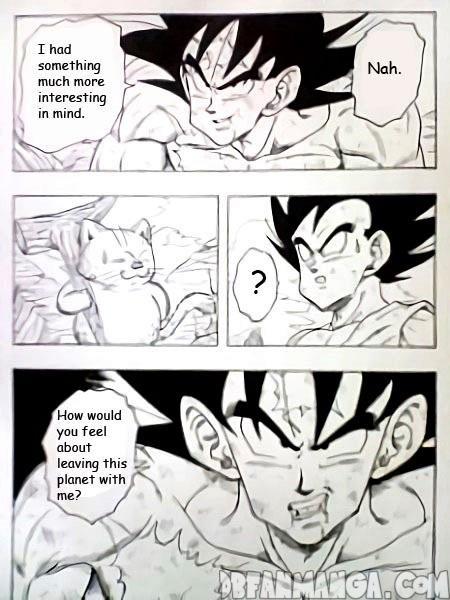 Nah.
I had
something
much more
interesting
in mind.
?
How would
you feel
about
leaving this
planet with
me?
DBFANMANGA.COM